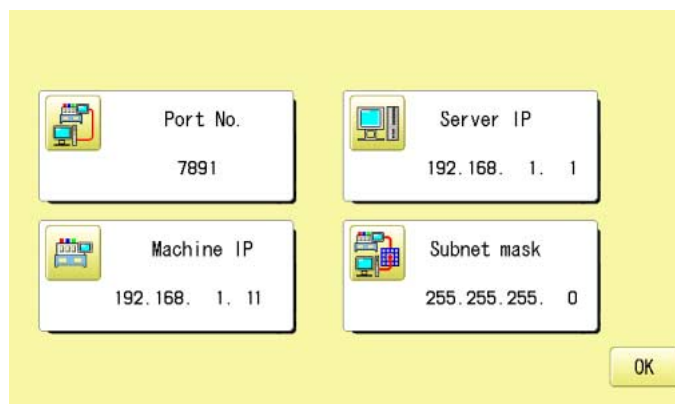 Port No.
7891
Server IP
192.168. 1. 1
Machine IP
192.168. 1. 11
Subnet mask
255.255.255. 0
OK